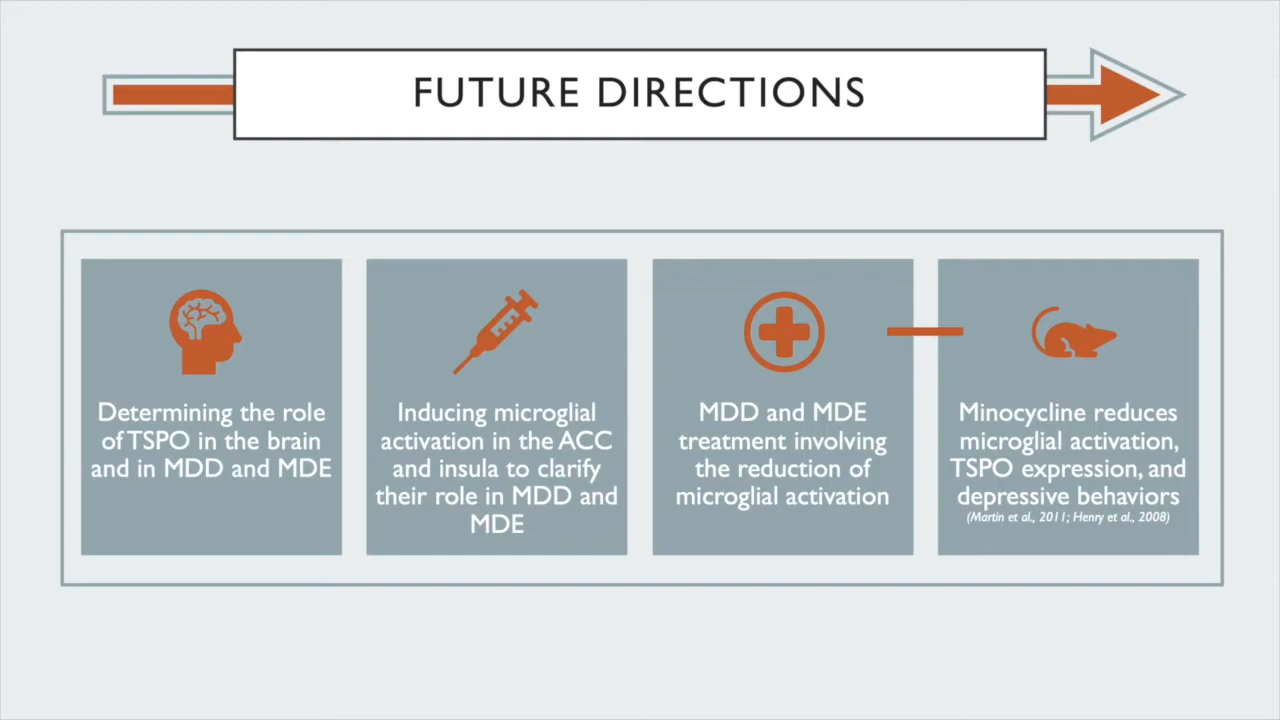 FUTURE DIRECTIONS
Determining the role
of TSPO in the brain
and in MDD and MDE
Inducing microglial
activation in the ACC
and insula to clarify
their role in MDD and
MDE
MDD and MDE
treatment involving
the reduction of
microglial activation
Minocycline reduces
microglial activation,
TSPO expression, and
depressive behaviors
(Martin et al., 2011; Henry et al., 2008)